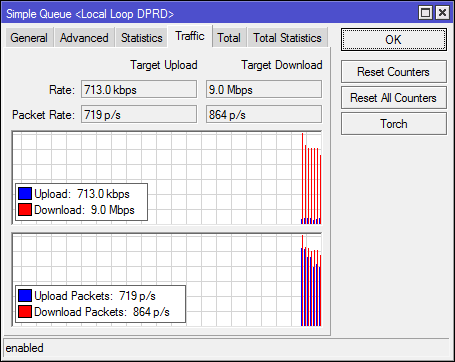 Simple Queue <Local Loop DPRD>
General Advanced Statistics Traffic Total Total Statistics
Target Upload Target Download
Rate: 713.0 kbps 9.0 Mbps
Packet Rate: 719 p/s 864 p/s
Upload: 713.0 kbps
Download: 9.0 Mbps
Upload Packets: 719 p/s
Download Packets: 864 p/s
OK
Reset Counters
Reset All Counters
Torch
enabled